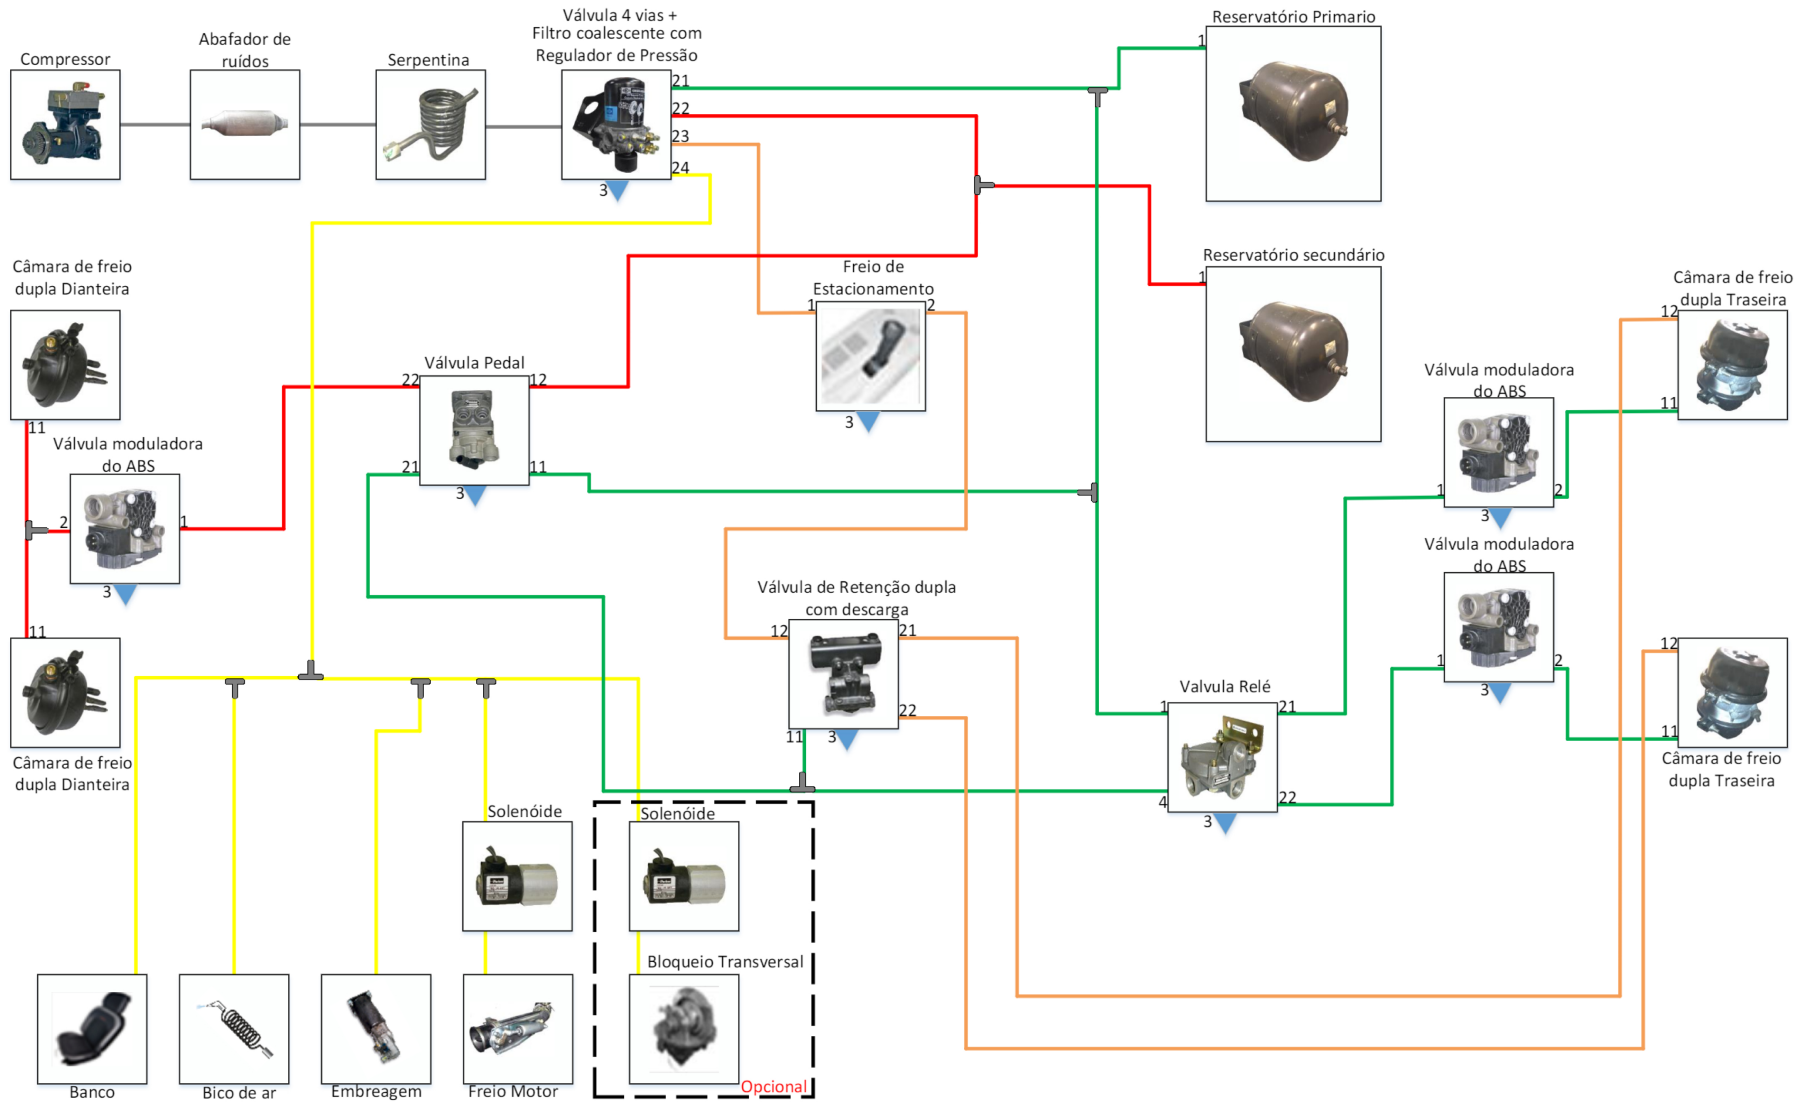 Compressor
Abafador de
ruídos
Serpentina
Válvula 4 vias +
Filtro coalescente com
Regulador de Pressão
21
22
23
24
3
Reservatório Primario
1
Reservatório secundário
1
Câmara de freio
dupla Dianteira
11
Válvula moduladora
do ABS
2
1
3
11
Câmara de freio
dupla Dianteira
Válvula Pedal
22
12
21
11
3
Freio de
Estacionamento
1
2
3
Válvula de Retenção dupla
com descarga
12
21
22
11
3
Valvula Relé
1
21
4
22
3
Válvula moduladora
do ABS
1
2
3
Válvula moduladora
do ABS
1
2
3
Câmara de freio
dupla Traseira
12
11
12
11
Câmara de freio
dupla Traseira
Solenóide
Solenóide
Bloqueio Transversal
Opcional
Banco
Bico de ar
Embreagem
Freio Motor